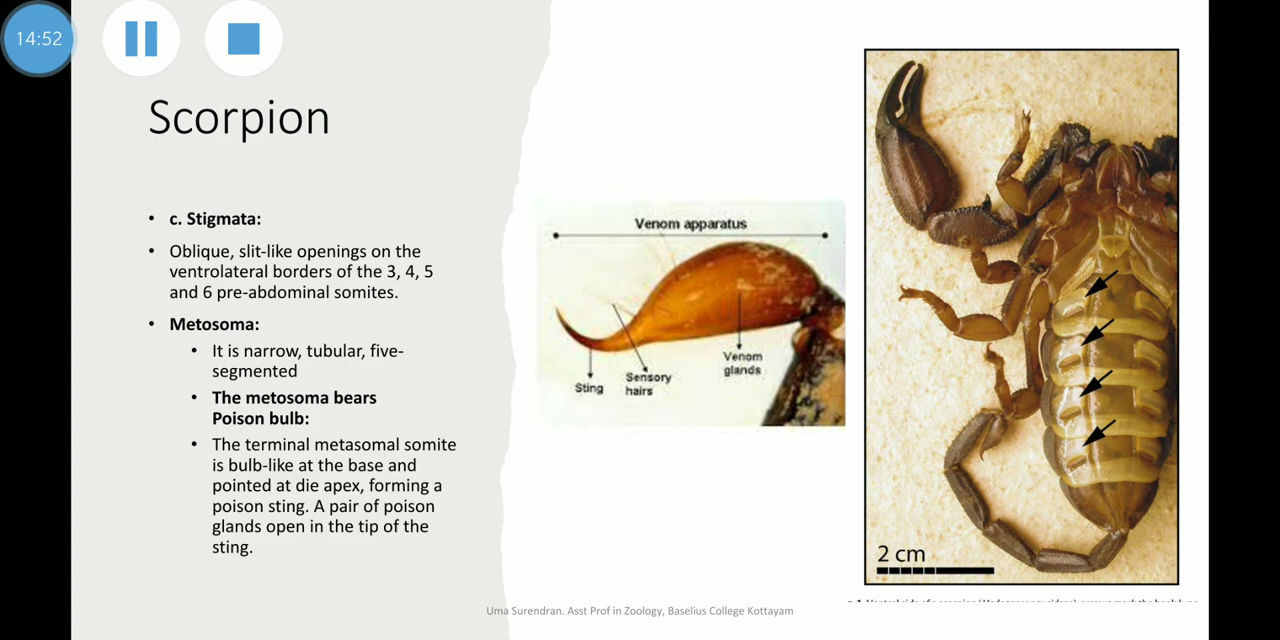 14:52
Scorpion
• c. Stigmata:
• Oblique, slit-like openings on the
ventrolateral borders of the 3, 4, 5
and 6 pre-abdominal somites.
• Metosoma:
• It is narrow, tubular, five-
segmented
• The metosoma bears
Poison bulb:
• The terminal metasomal somite
is bulb-like at the base and
pointed at die apex, forming a
poison sting. A pair of poison
glands open in the tip of the
sting.
Venom apparatus
Sting
Sensory
hairs
Venom
glands
2 cm
Uma Surendran. Asst Prof in Zoology, Baselius College Kottayam